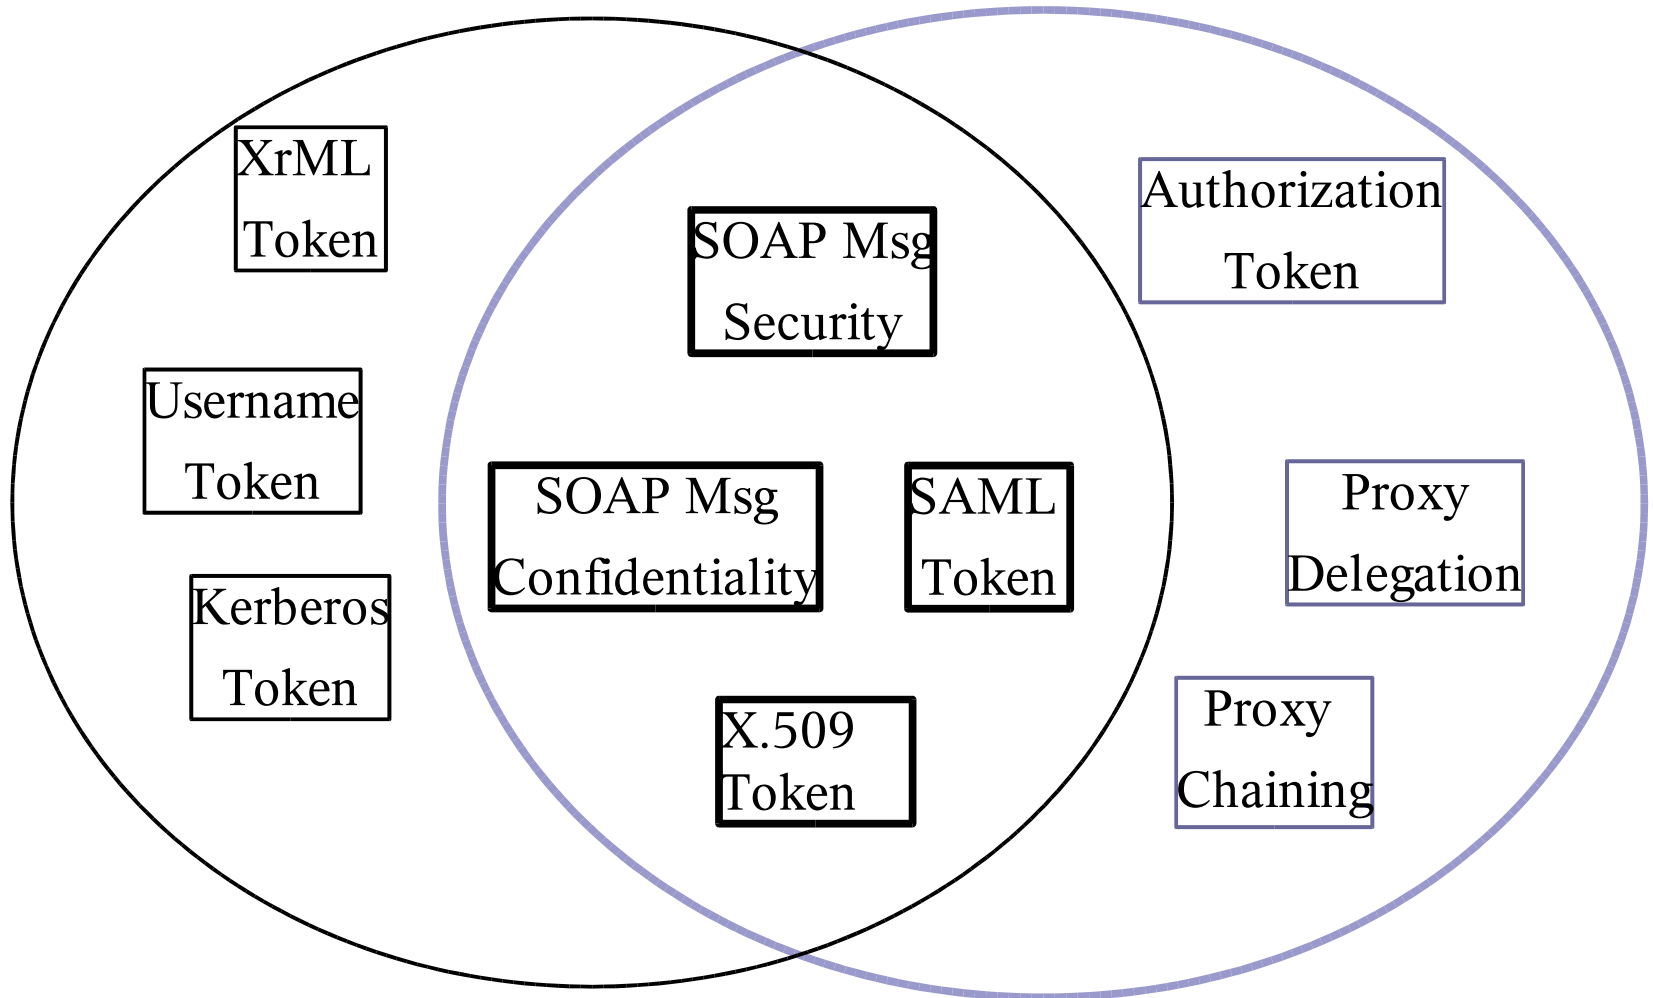 XrML
Token
Username
Token
Kerberos
Token
SOAP Msg
Security
SOAP Msg
Confidentiality
SAML
Token
X.509
Token
Authorization
Token
Proxy
Delegation
Proxy
Chaining